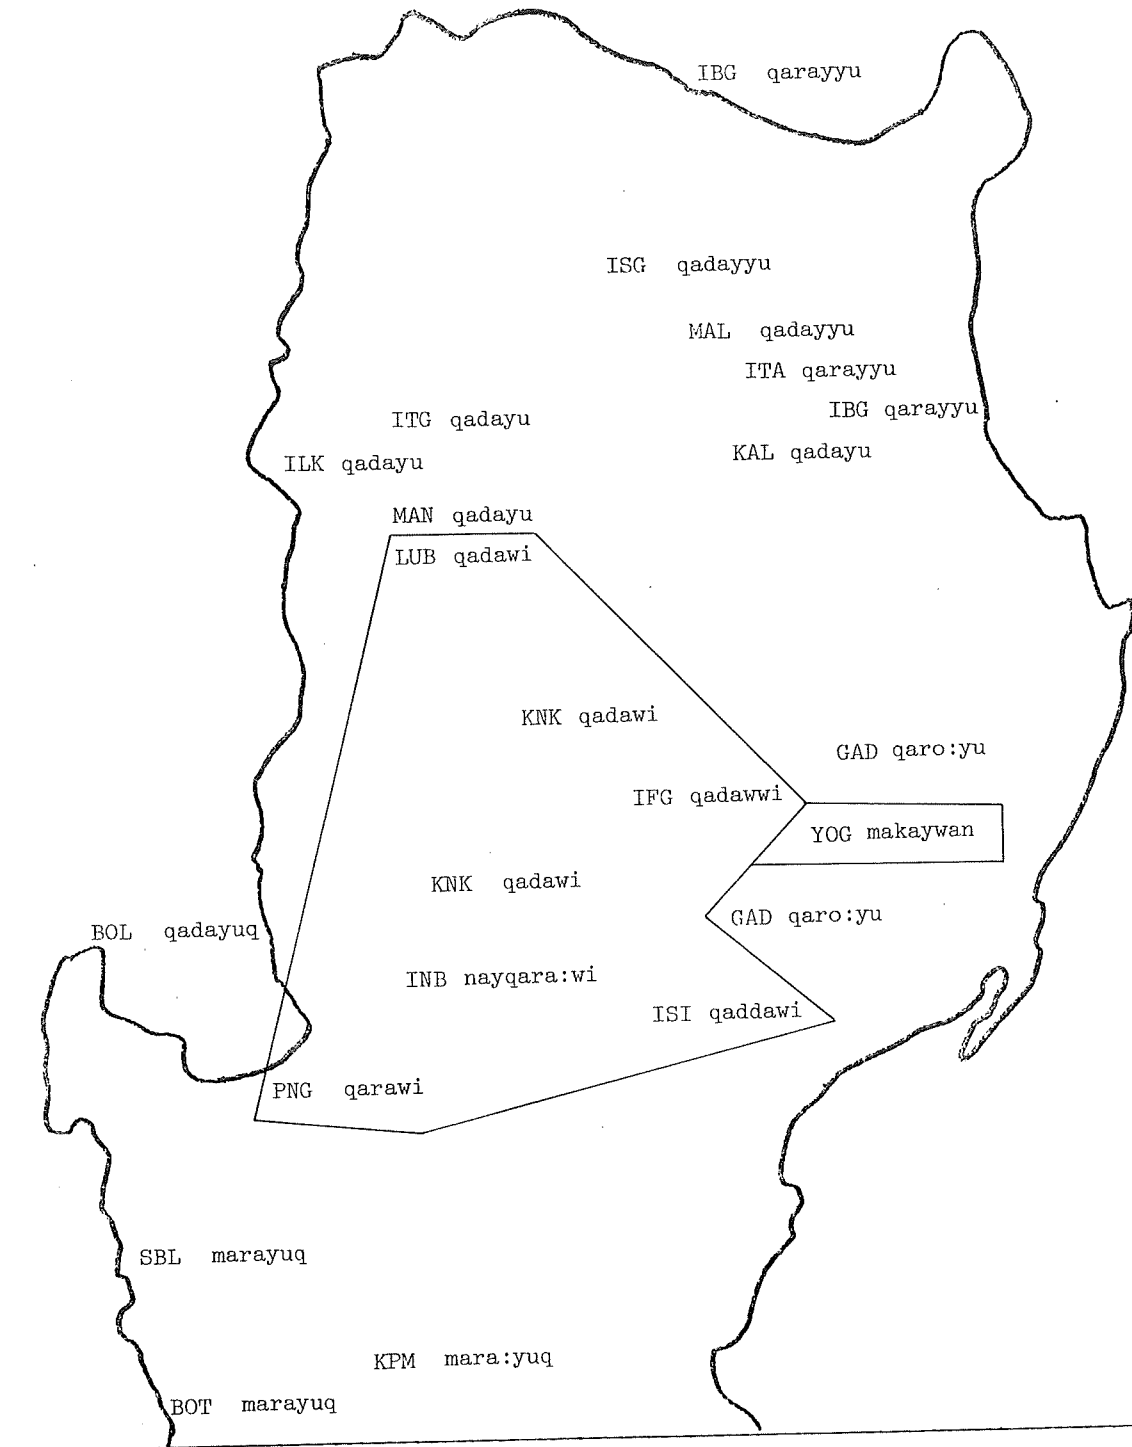 IBG qarayyu
ISG qadayyu
MAL qadayyu
ITA qarayyu
IBG qarayyu
ITG qadayu
KAL qadayu
ILK qadayu
MAN qadayu
LUB qadawi
KNK qadawi
GAD qaro:yu
IFG qadawwi
YOG makaywan
KNK qadawi
GAD qaro:yu
BOL qadayuq
INB nayqara:wi
ISI qaddawi
PNG qarawi
SBL marayuq
KPM mara:yuq
BOT marayuq